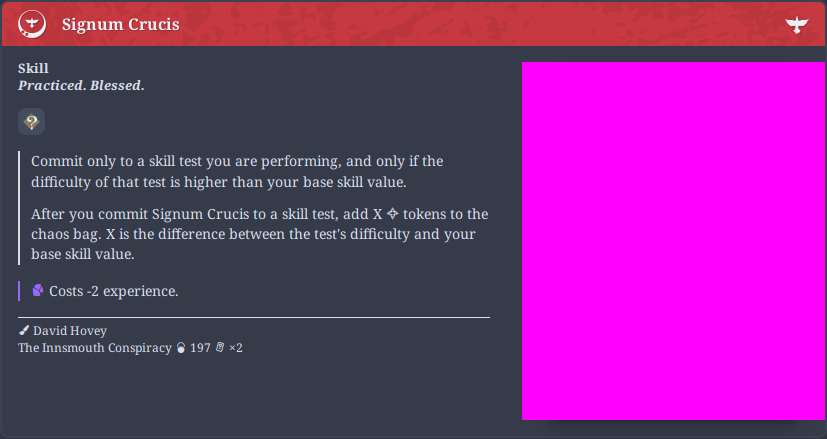 Signum Crucis
Skill
Practiced. Blessed.
?
Commit only to a skill test you are performing, and only if the
difficulty of that test is higher than your base skill value.
After you commit Signum Crucis to a skill test, add X tokens to the
chaos bag. X is the difference between the test's difficulty and your
base skill value.
Costs -2 experience.
David Hovey
The Innsmouth Conspiracy 197 ×2